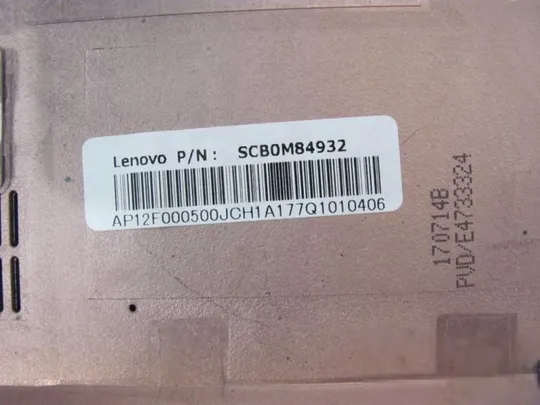 Lenovo P/N: SCB0M84932
AP12F000500JCH1A177Q1010406
170714B
PVD/E4733324